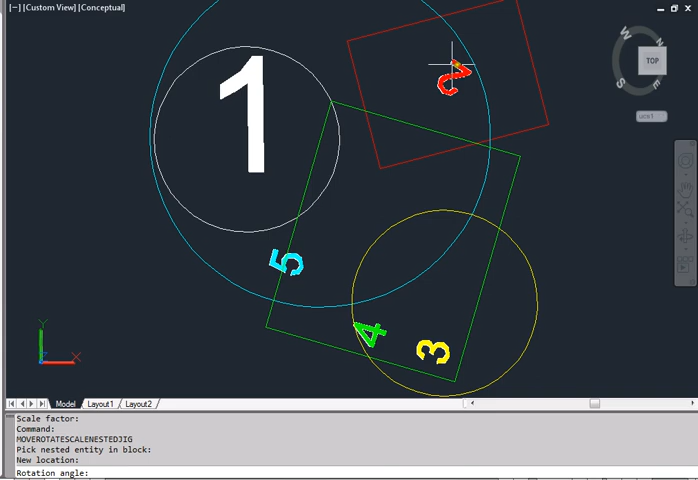 [−] [Custom View] [Conceptual]
N
W
TOP
S
E
ucs1
1
2
5
4
3
Y
X
Model Layout1 Layout2
Scale factor:
Command:
MOVEROTATESCALENESTEDJIG
Pick nested entity in block:
New location:
Rotation angle: